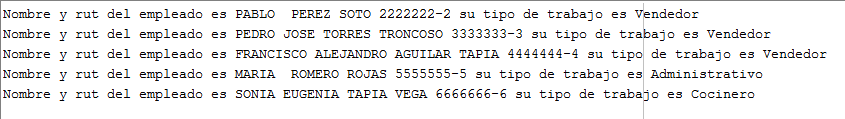 Nombre y rut del empleado es PABLO  PEREZ SOTO 2222222-2 su tipo de trabajo es Vendedor
Nombre y rut del empleado es PEDRO JOSE TORRES TRONCOSO 3333333-3 su tipo de trabajo es Vendedor
Nombre y rut del empleado es FRANCISCO ALEJANDRO AGUILAR TAPIA 4444444-4 su tipo de trabajo es Vendedor
Nombre y rut del empleado es MARIA  ROMERO ROJAS 5555555-5 su tipo de trabajo es Administrativo
Nombre y rut del empleado es SONIA EUGENIA TAPIA VEGA 6666666-6 su tipo de trabajo es Cocinero